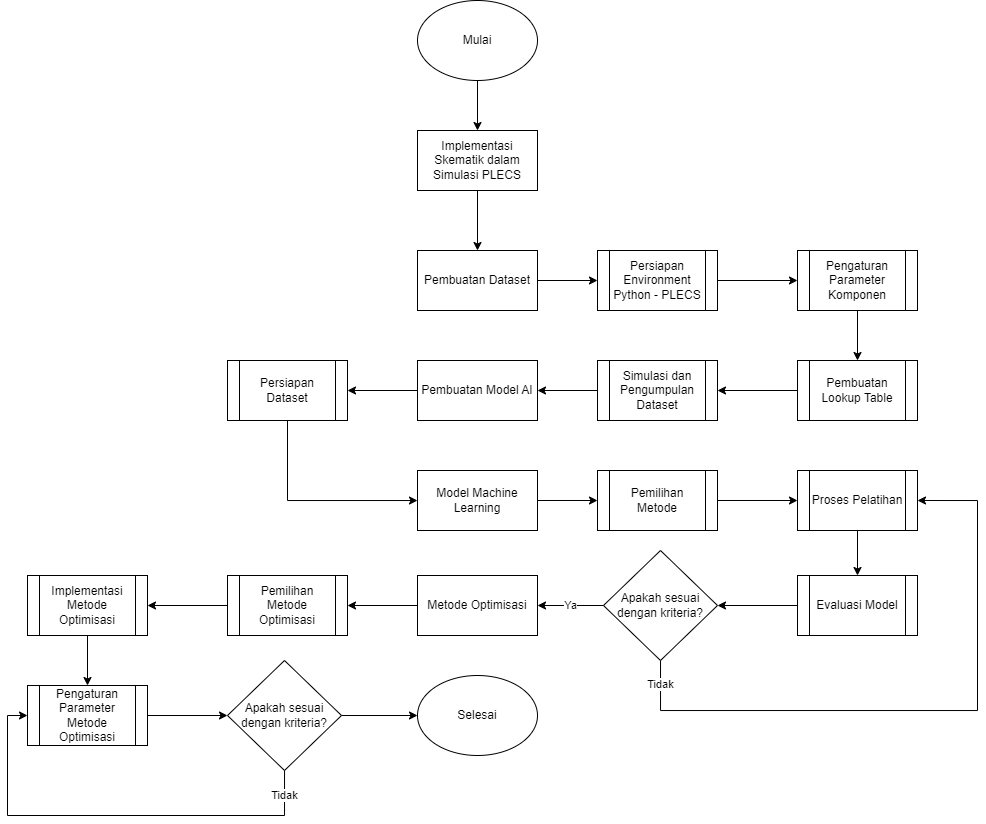 Mulai
Implementasi
Skematik dalam
Simulasi PLECS
Pembuatan Dataset
Persiapan
Environment
Python - PLECS
Pengaturan
Parameter
Komponen
Pembuatan
Lookup Table
Simulasi dan
Pengumpulan
Dataset
Pembuatan Model AI
Persiapan
Dataset
Model Machine
Learning
Pemilihan
Metode
Proses Pelatihan
Evaluasi Model
Apakah sesuai
dengan kriteria?
Tidak
Ya
Metode Optimisasi
Pemilihan
Metode
Optimisasi
Implementasi
Metode
Optimisasi
Pengaturan
Parameter
Metode
Optimisasi
Apakah sesuai
dengan kriteria?
Tidak
Selesai